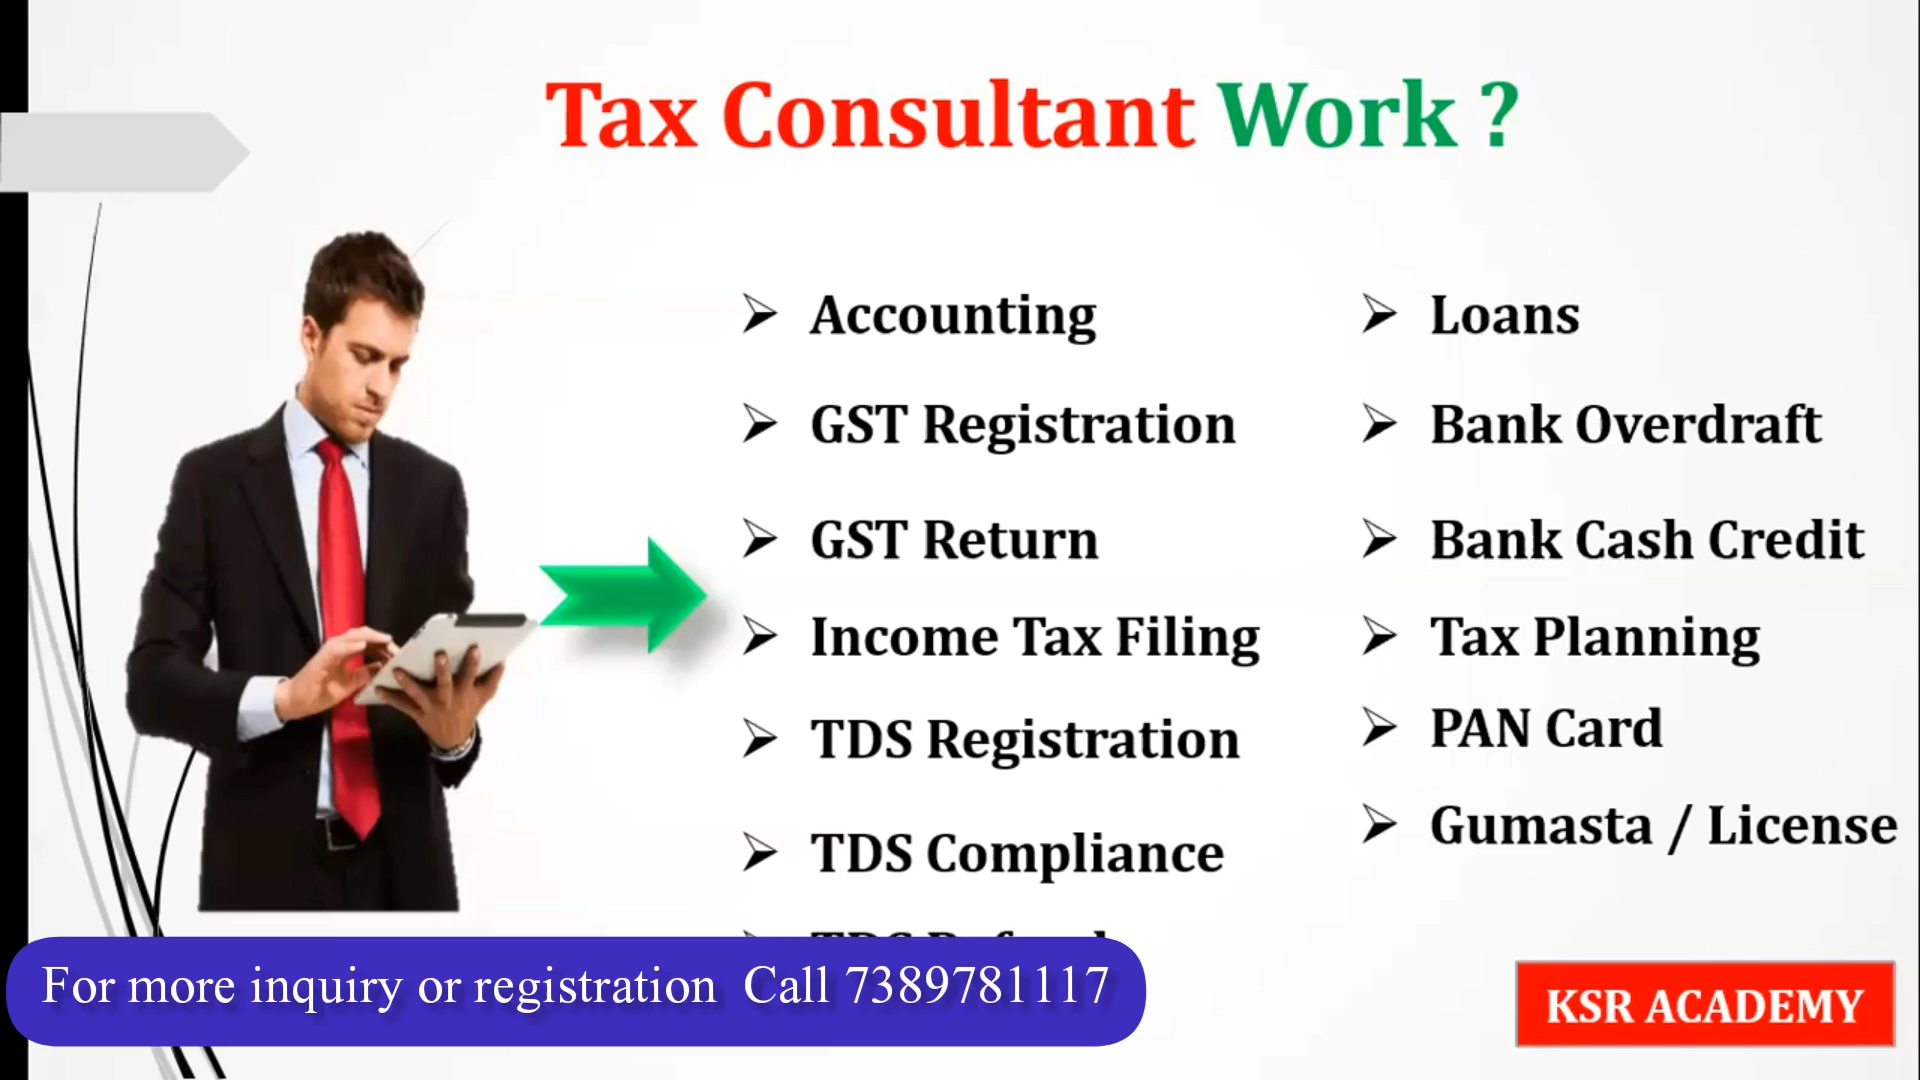 Tax Consultant Work ?
Accounting
GST Registration
GST Return
Income Tax Filing
TDS Registration
TDS Compliance
Loans
Bank Overdraft
Bank Cash Credit
Tax Planning
PAN Card
Gumasta / License
For more inquiry or registration Call 7389781117
KSR ACADEMY